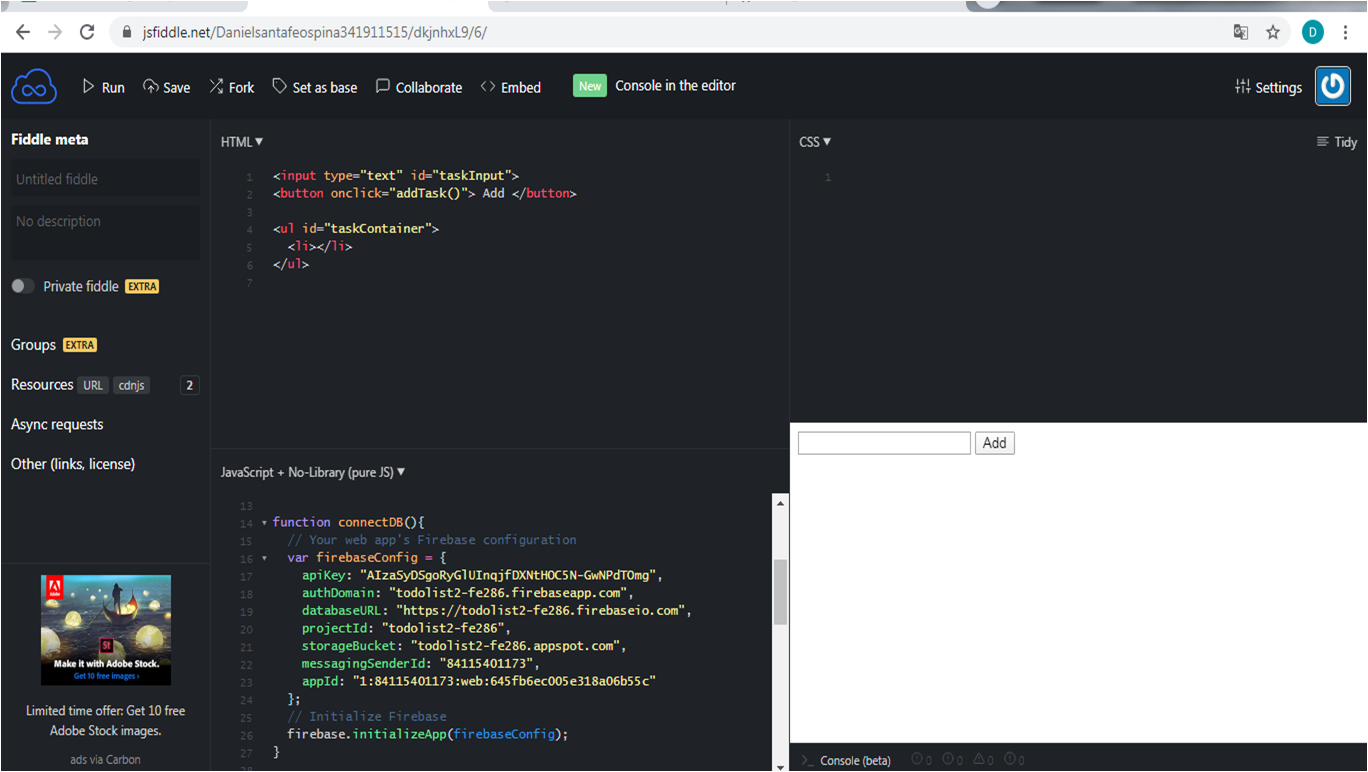 jsfiddle.net/Danielsantafeospina341911515/dkjnhxL9/6/
D
Run Save Fork Set as base Collaborate Embed New Console in the editor Settings
Fiddle meta
Untitled fiddle
No description
Private fiddle EXTRA
Groups EXTRA
Resources URL cdnjs 2
Async requests
Other (links, license)
St
Make it with Adobe Stock.
Get 10 free images ›
Limited time offer: Get 10 free
Adobe Stock images.
ads via Carbon
HTML ▼
1 <input type="text" id="taskInput">
2 <button onclick="addTask()"> Add </button>
3
4 <ul id="taskContainer">
5 <li></li>
6 </ul>
7
JavaScript + No-Library (pure JS) ▼
13
14 function connectDB(){
15 // Your web app's Firebase configuration
16 var firebaseConfig = {
17 apiKey: "AIzaSyDSgoRyGlUInqjfDXNtHOC5N-GwNPdTOmg",
18 authDomain: "todolist2-fe286.firebaseapp.com",
19 databaseURL: "https://todolist2-fe286.firebaseio.com",
20 projectId: "todolist2-fe286",
21 storageBucket: "todolist2-fe286.appspot.com",
22 messagingSenderId: "84115401173",
23 appId: "1:84115401173:web:645fb6ec005e318a06b55c"
24 };
25 // Initialize Firebase
26 firebase.initializeApp(firebaseConfig);
27 }
28
CSS ▼ Tidy
1
Add
>_ Console (beta) 0 0 0 0